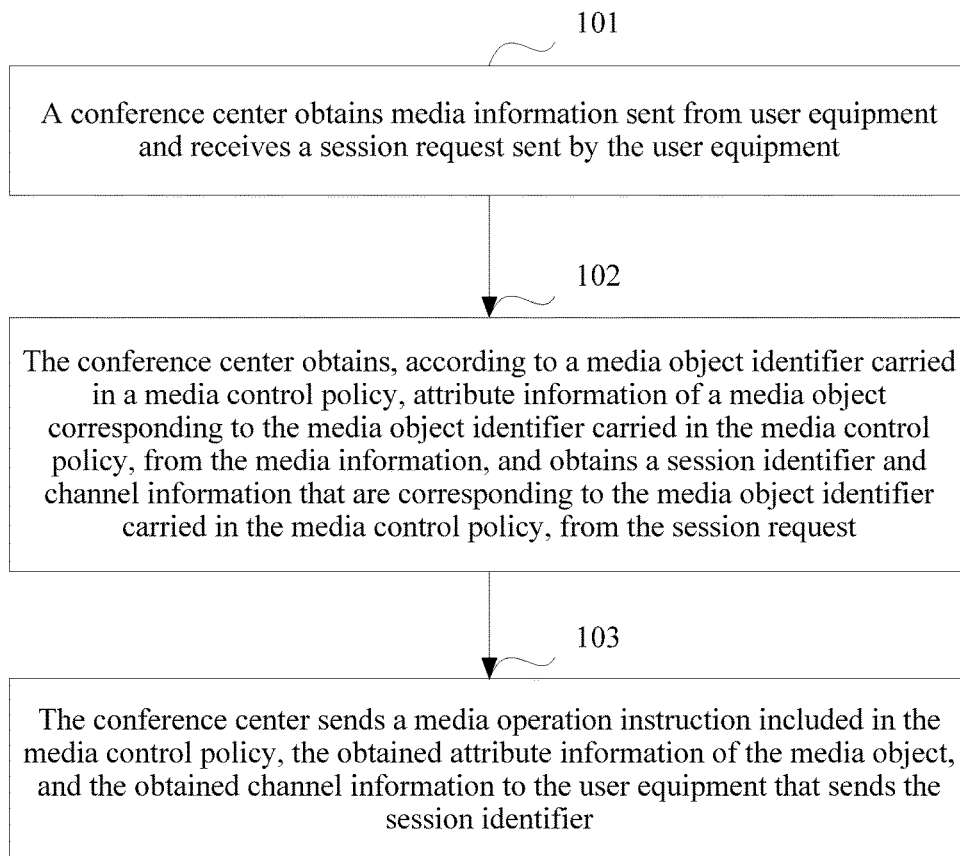 101
A conference center obtains media information sent from user equipment
and receives a session request sent by the user equipment
102
The conference center obtains, according to a media object identifier carried
in a media control policy, attribute information of a media object
corresponding to the media object identifier carried in the media control
policy, from the media information, and obtains a session identifier and
channel information that are corresponding to the media object identifier
carried in the media control policy, from the session request
103
The conference center sends a media operation instruction included in the
media control policy, the obtained attribute information of the media object,
and the obtained channel information to the user equipment that sends the
session identifier